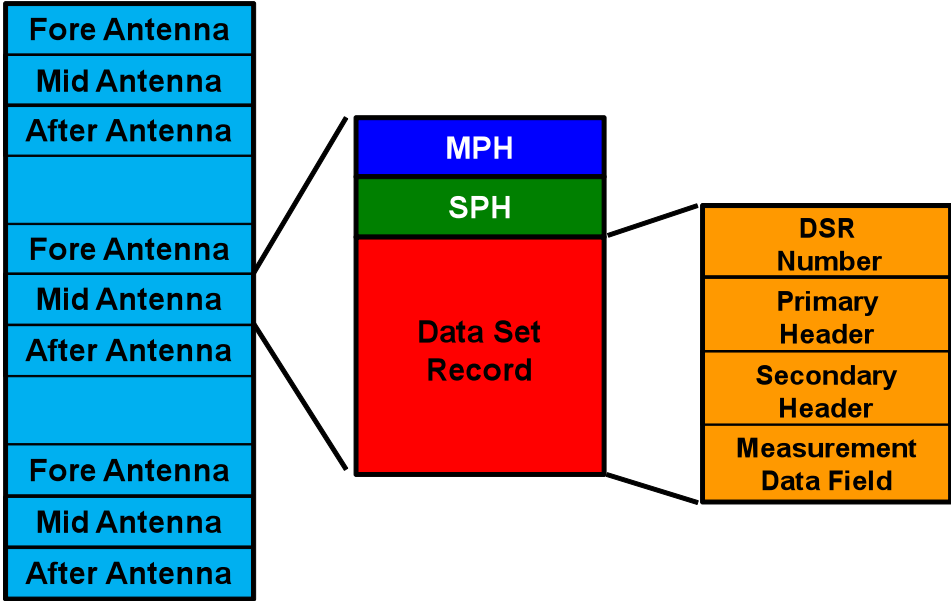 Fore Antenna
Mid Antenna
After Antenna
Fore Antenna
Mid Antenna
After Antenna
Fore Antenna
Mid Antenna
After Antenna
MPH
SPH
Data Set
Record
DSR
Number
Primary
Header
Secondary
Header
Measurement
Data Field